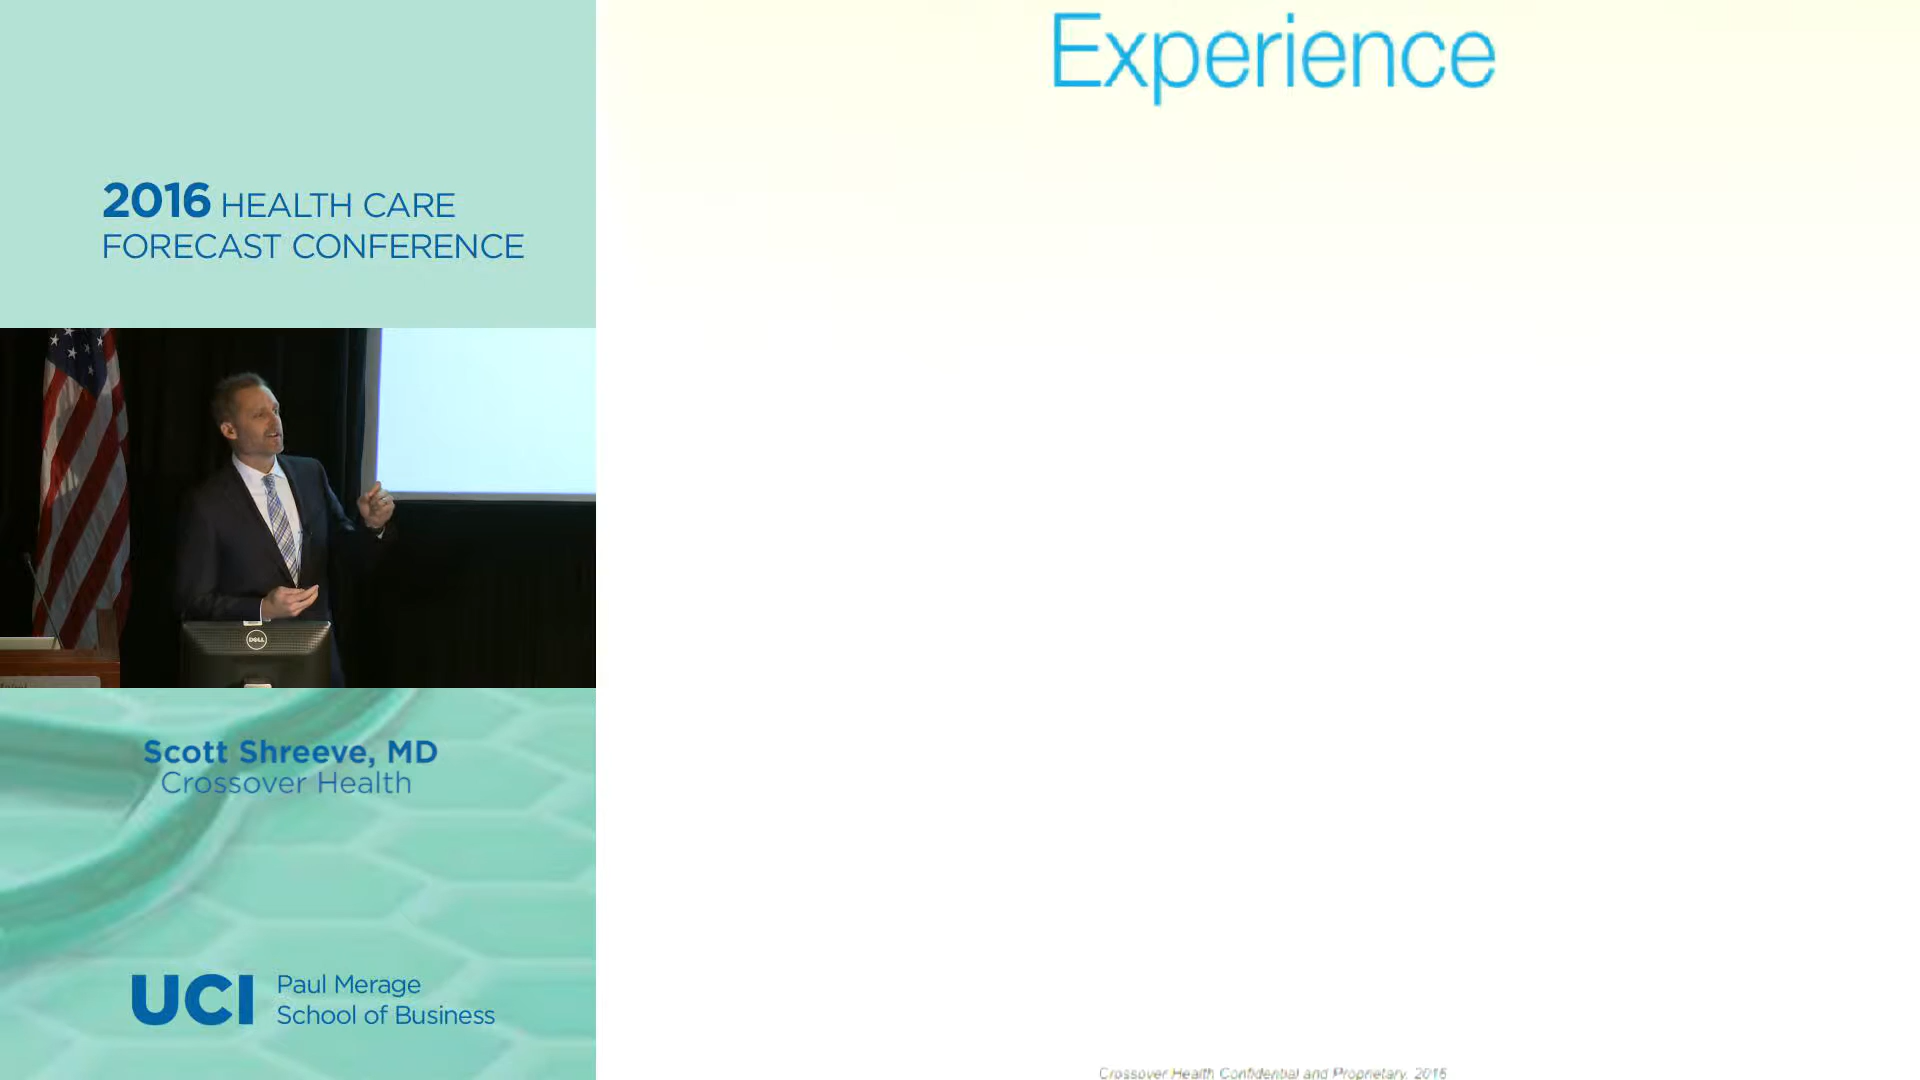 2016 HEALTH CARE
FORECAST CONFERENCE
DELL
Scott Shreeve, MD
Crossover Health
UCI
Paul Merage
School of Business
Experience
Crossover Health Confidential and Proprietary, 2016